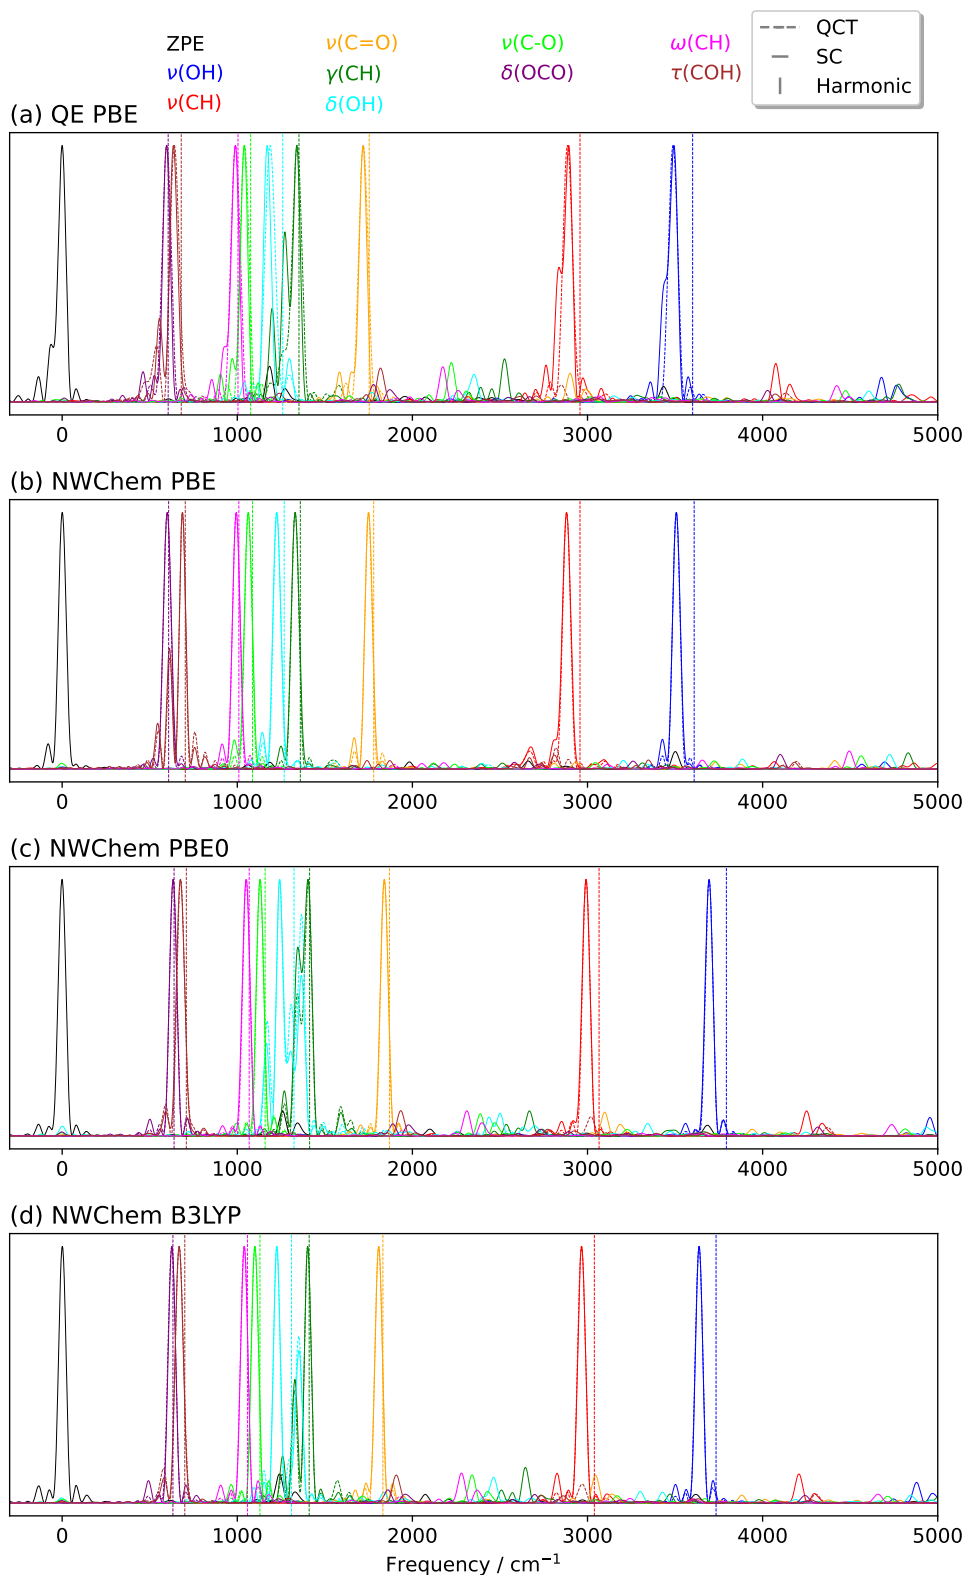 ZPE ν(C=O) ν(C-O) ω(CH) QCT
ν(OH) γ(CH) δ(OCO) τ(COH) SC
ν(CH) δ(OH) Harmonic
(a) QE PBE
0 1000 2000 3000 4000 5000
(b) NWChem PBE
0 1000 2000 3000 4000 5000
(c) NWChem PBE0
0 1000 2000 3000 4000 5000
(d) NWChem B3LYP
0 1000 2000 3000 4000 5000
Frequency / cm⁻¹